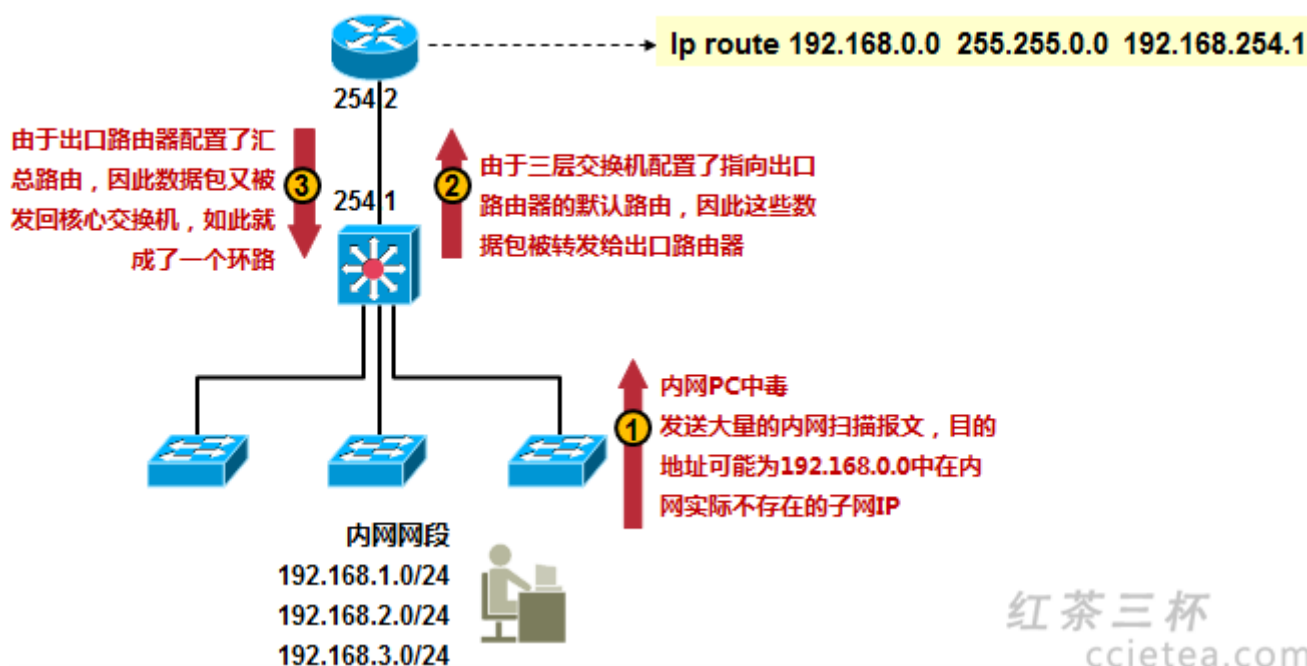 Ip route 192.168.0.0 255.255.0.0 192.168.254.1
254.2
由于出口路由器配置了汇
总路由，因此数据包又被
发回核心交换机，如此就
成了一个环路
③
②
由于三层交换机配置了指向出口
路由器的默认路由，因此这些数
据包被转发给出口路由器
254.1
①
内网PC中毒
发送大量的内网扫描报文，目的
地址可能为192.168.0.0中在内
网实际不存在的子网IP
内网网段
192.168.1.0/24
192.168.2.0/24
192.168.3.0/24
红茶三杯
ccietea.com